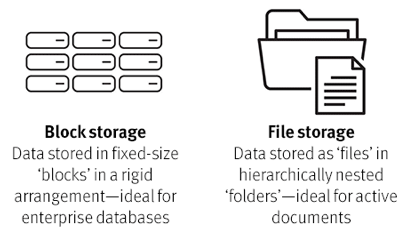 Block storage
Data stored in fixed-size
‘blocks’ in a rigid
arrangement—ideal for
enterprise databases
File storage
Data stored as ‘files’ in
hierarchically nested
‘folders’—ideal for active
documents